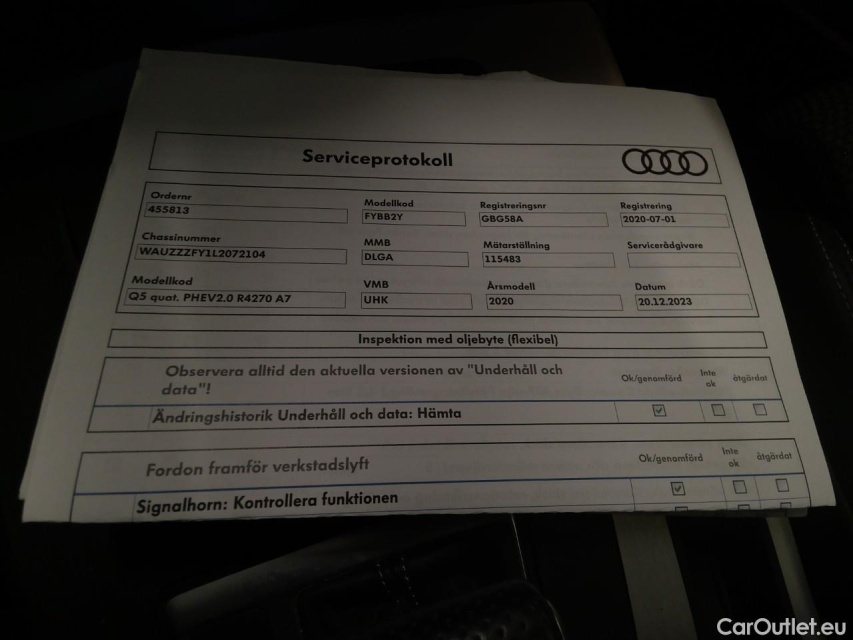 Serviceprotokoll
Ordernr Modellkod Registreringsnr Registrering
455813 FYBB2Y GBG58A 2020-07-01
Chassinummer MMB Mätarställning Servicerådgivare
WAUZZZFY1L2072104 DLGA 115483
Modellkod VMB Årsmodell Datum
Q5 quat. PHEV2.0 R4270 A7 UHK 2020 20.12.2023
Inspektion med oljebyte (flexibel)
Observera alltid den aktuella versionen av "Underhåll och
data"!
Ok/genomförd Inte ok åtgärdat
Ändringshistorik Underhåll och data: Hämta
Fordon framför verkstadslyft Ok/genomförd Inte ok åtgärdat
Signalhorn: Kontrollera funktionen
CarOutlet.eu